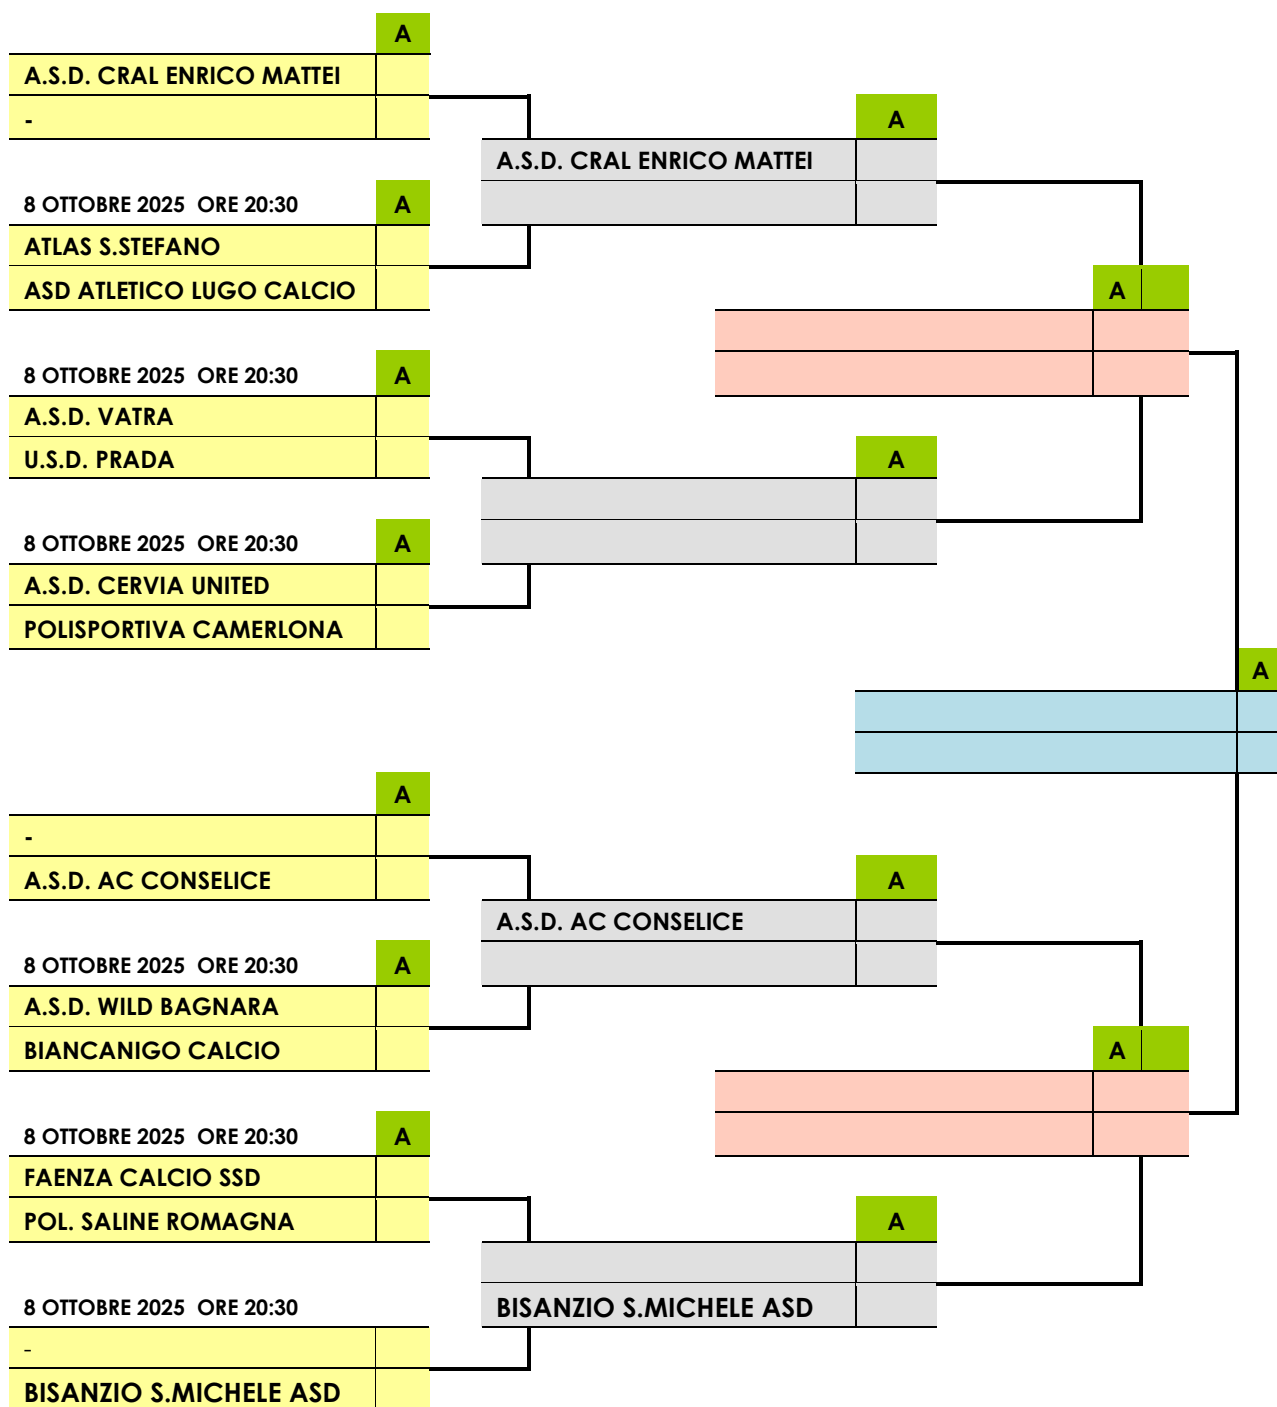 A
A.S.D. CRAL ENRICO MATTEI
-
A
A.S.D. CRAL ENRICO MATTEI
8 OTTOBRE 2025 ORE 20:30 A
ATLAS S.STEFANO
ASD ATLETICO LUGO CALCIO
A
8 OTTOBRE 2025 ORE 20:30 A
A.S.D. VATRA
U.S.D. PRADA
A
8 OTTOBRE 2025 ORE 20:30 A
A.S.D. CERVIA UNITED
POLISPORTIVA CAMERLONA
A
A
-
A.S.D. AC CONSELICE
A
A.S.D. AC CONSELICE
8 OTTOBRE 2025 ORE 20:30 A
A.S.D. WILD BAGNARA
BIANCANIGO CALCIO
A
8 OTTOBRE 2025 ORE 20:30 A
FAENZA CALCIO SSD
POL. SALINE ROMAGNA
A
8 OTTOBRE 2025 ORE 20:30
BISANZIO S.MICHELE ASD
-
BISANZIO S.MICHELE ASD